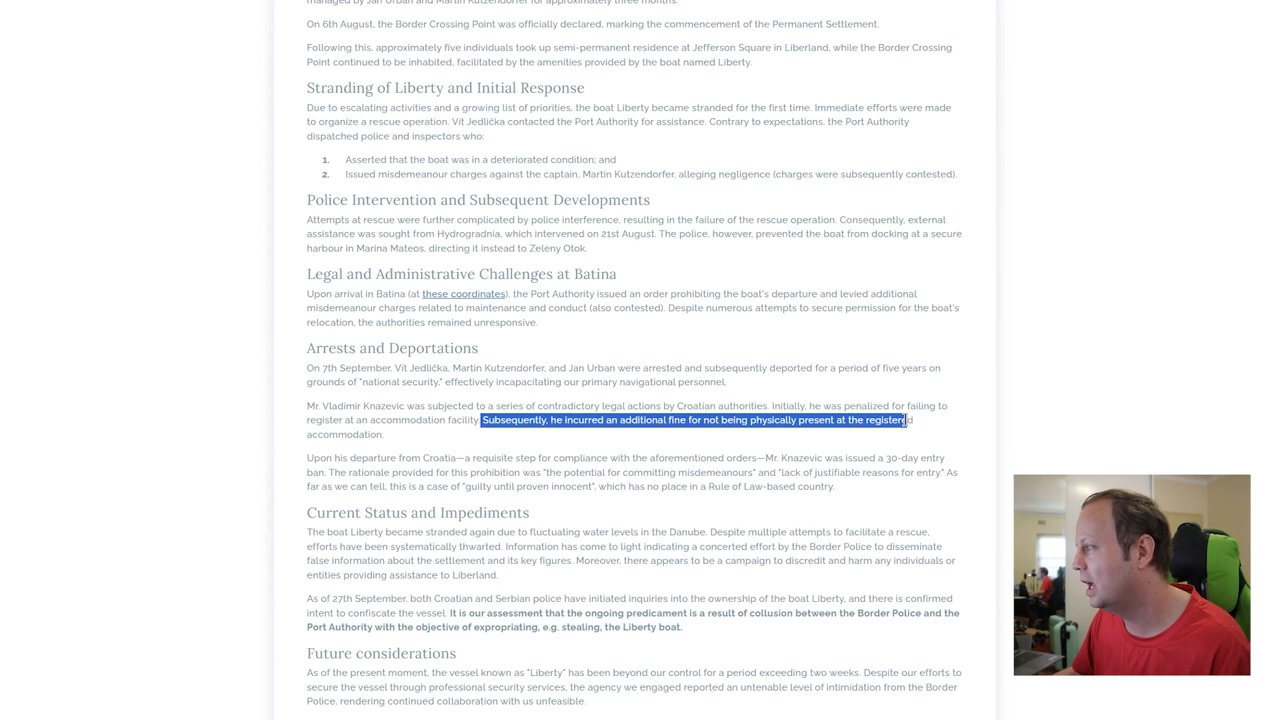 managed by Jan Urban and Martin Kutzendorfer for approximately three months.
On 6th August, the Border Crossing Point was officially declared, marking the commencement of the Permanent Settlement.
Following this, approximately five individuals took up semi-permanent residence at Jefferson Square in Liberland, while the Border Crossing
Point continued to be inhabited, facilitated by the amenities provided by the boat named Liberty.
Stranding of Liberty and Initial Response
Due to escalating activities and a growing list of priorities, the boat Liberty became stranded for the first time. Immediate efforts were made
to organize a rescue operation. Vít Jedlička contacted the Port Authority for assistance. Contrary to expectations, the Port Authority
dispatched police and inspectors who:
1. Asserted that the boat was in a deteriorated condition; and
2. Issued misdemeanour charges against the captain, Martin Kutzendorfer, alleging negligence (charges were subsequently contested).
Police Intervention and Subsequent Developments
Attempts at rescue were further complicated by police interference, resulting in the failure of the rescue operation. Consequently, external
assistance was sought from Hydrogradnia, which intervened on 21st August. The police, however, prevented the boat from docking at a secure
harbour in Marina Mateos, directing it instead to Zeleny Otok.
Legal and Administrative Challenges at Batina
Upon arrival in Batina (at these coordinates), the Port Authority issued an order prohibiting the boat's departure and levied additional
misdemeanour charges related to maintenance and conduct (also contested). Despite numerous attempts to secure permission for the boat's
relocation, the authorities remained unresponsive.
Arrests and Deportations
On 7th September, Vít Jedlička, Martin Kutzendorfer, and Jan Urban were arrested and subsequently deported for a period of five years on
grounds of "national security," effectively incapacitating our primary navigational personnel.
Mr. Vladimir Knazevic was subjected to a series of contradictory legal actions by Croatian authorities. Initially, he was penalized for failing to
register at an accommodation facility. Subsequently, he incurred an additional fine for not being physically present at the registered
accommodation.
Upon his departure from Croatia—a requisite step for compliance with the aforementioned orders—Mr. Knazevic was issued a 30-day entry
ban. The rationale provided for this prohibition was "the potential for committing misdemeanours" and "lack of justifiable reasons for entry." As
far as we can tell, this is a case of "guilty until proven innocent", which has no place in a Rule of Law-based country.
Current Status and Impediments
The boat Liberty became stranded again due to fluctuating water levels in the Danube. Despite multiple attempts to facilitate a rescue,
efforts have been systematically thwarted. Information has come to light indicating a concerted effort by the Border Police to disseminate
false information about the settlement and its key figures. Moreover, there appears to be a campaign to discredit and harm any individuals or
entities providing assistance to Liberland.
As of 27th September, both Croatian and Serbian police have initiated inquiries into the ownership of the boat Liberty, and there is confirmed
intent to confiscate the vessel. It is our assessment that the ongoing predicament is a result of collusion between the Border Police and the
Port Authority with the objective of expropriating, e.g. stealing, the Liberty boat.
Future considerations
As of the present moment, the vessel known as "Liberty" has been beyond our control for a period exceeding two weeks. Despite our efforts to
secure the vessel through professional security services, the agency we engaged reported an untenable level of intimidation from the Border
Police, rendering continued collaboration with us unfeasible.